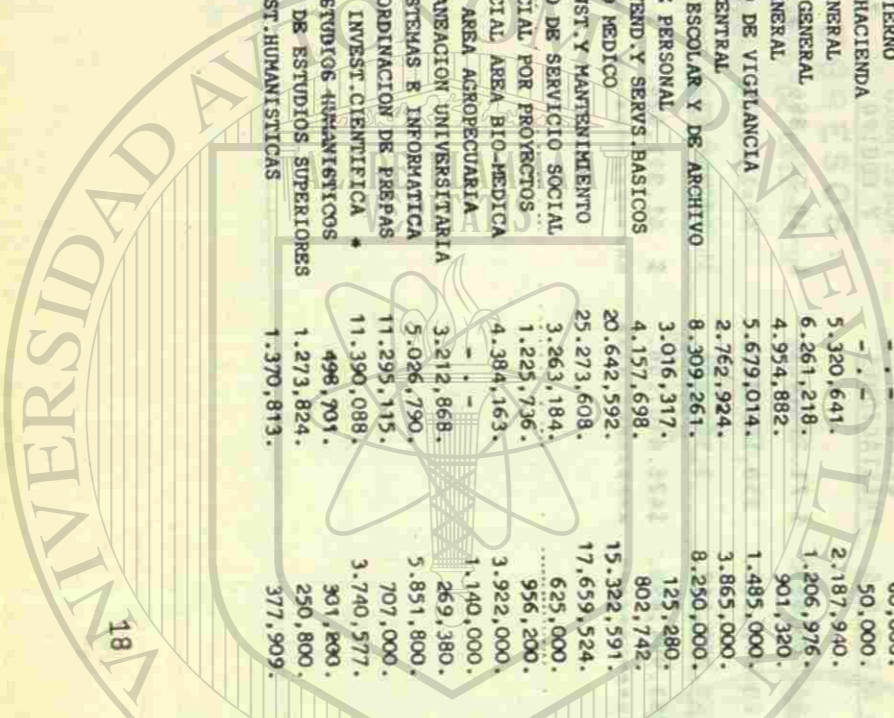 IERNO - . - 60,000.
HACIENDA - . - 50.000.
NERAL 5.320,641. 2.187,940.
GENERAL 6.261,218. 1.206,976.
NERAL 4.954,882. 901,320.
DE VIGILANCIA 5.679,014. 1.485,000.
ENTRAL 2.762,924. 3.865,000.
ESCOLAR Y DE ARCHIVO 8.309,261. 8.250,000.
PERSONAL 3.016,317. 125,280.
TEND.Y SERVS.BASICOS 4.157,698. 802,742.
O MEDICO 20.642,592. 15.322,591.
NST.Y MANTENIMIENTO 25.273,608. 17,659,524.
O DE SERVICIO SOCIAL 3.263,184. 625,000.
CIAL POR PROYECTOS 1.225,736. 956,200.
CIAL AREA BIO-MEDICA 4.384,163. 3.922,000.
AREA AGROPECUARIA - . - 1.140,000.
ANEACION UNIVERSITARIA 3.212,868. 269,380.
STEMAS E INFORMATICA 5.026,790. 5.851,800.
ORDINACION DE PREPAS 11.295,115. 707,000.
INVEST.CIENTIFICA * 11.390,088. 3.740,577.
STUDIOS HUMANISTICOS 498,701. 301,200.
DE ESTUDIOS SUPERIORES 1.273,824. 250,800.
ST.HUMANISTICAS 1.370,813. 377,909.
18